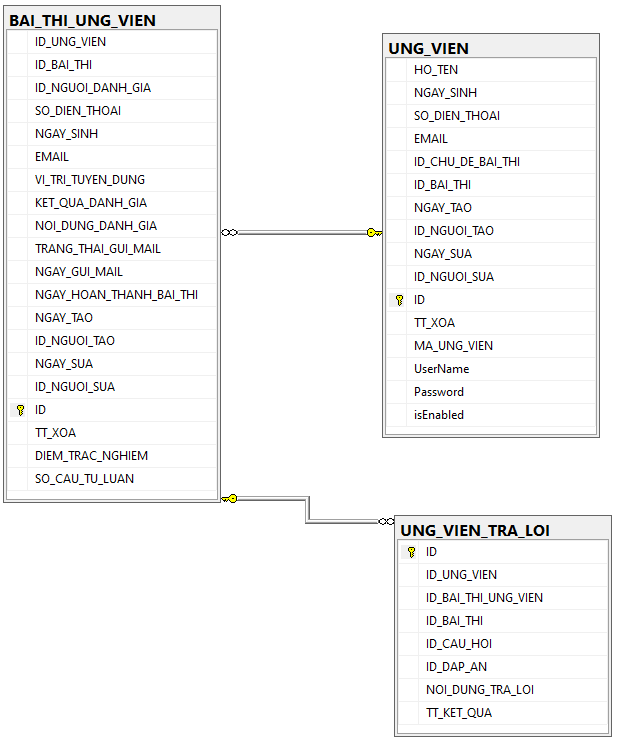 BAI_THI_UNG_VIEN
ID_UNG_VIEN
ID_BAI_THI
ID_NGUOI_DANH_GIA
SO_DIEN_THOAI
NGAY_SINH
EMAIL
VI_TRI_TUYEN_DUNG
KET_QUA_DANH_GIA
NOI_DUNG_DANH_GIA
TRANG_THAI_GUI_MAIL
NGAY_GUI_MAIL
NGAY_HOAN_THANH_BAI_THI
NGAY_TAO
ID_NGUOI_TAO
NGAY_SUA
ID_NGUOI_SUA
ID
TT_XOA
DIEM_TRAC_NGHIEM
SO_CAU_TU_LUAN
UNG_VIEN
HO_TEN
NGAY_SINH
SO_DIEN_THOAI
EMAIL
ID_CHU_DE_BAI_THI
ID_BAI_THI
NGAY_TAO
ID_NGUOI_TAO
NGAY_SUA
ID_NGUOI_SUA
ID
TT_XOA
MA_UNG_VIEN
UserName
Password
isEnabled
UNG_VIEN_TRA_LOI
ID
ID_UNG_VIEN
ID_BAI_THI_UNG_VIEN
ID_BAI_THI
ID_CAU_HOI
ID_DAP_AN
NOI_DUNG_TRA_LOI
TT_KET_QUA